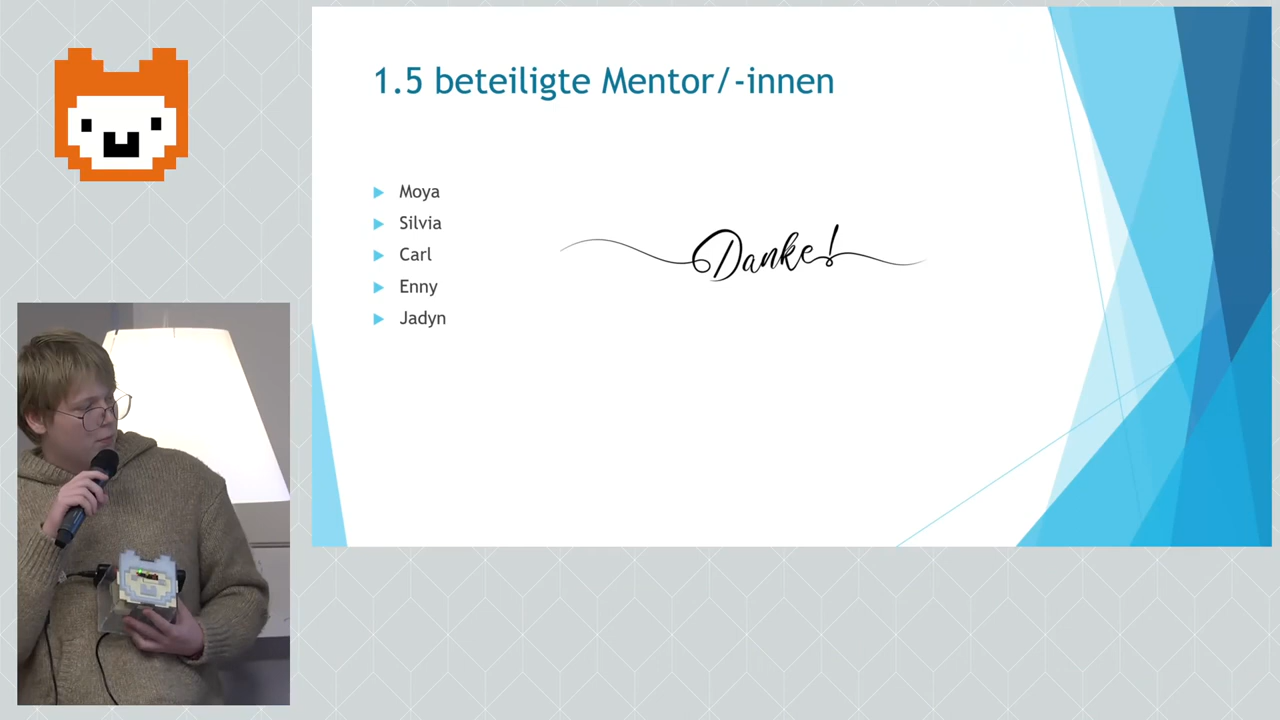 1.5 beteiligte Mentor/-innen
Moya
Silvia
Carl
Enny
Jadyn
Danke!